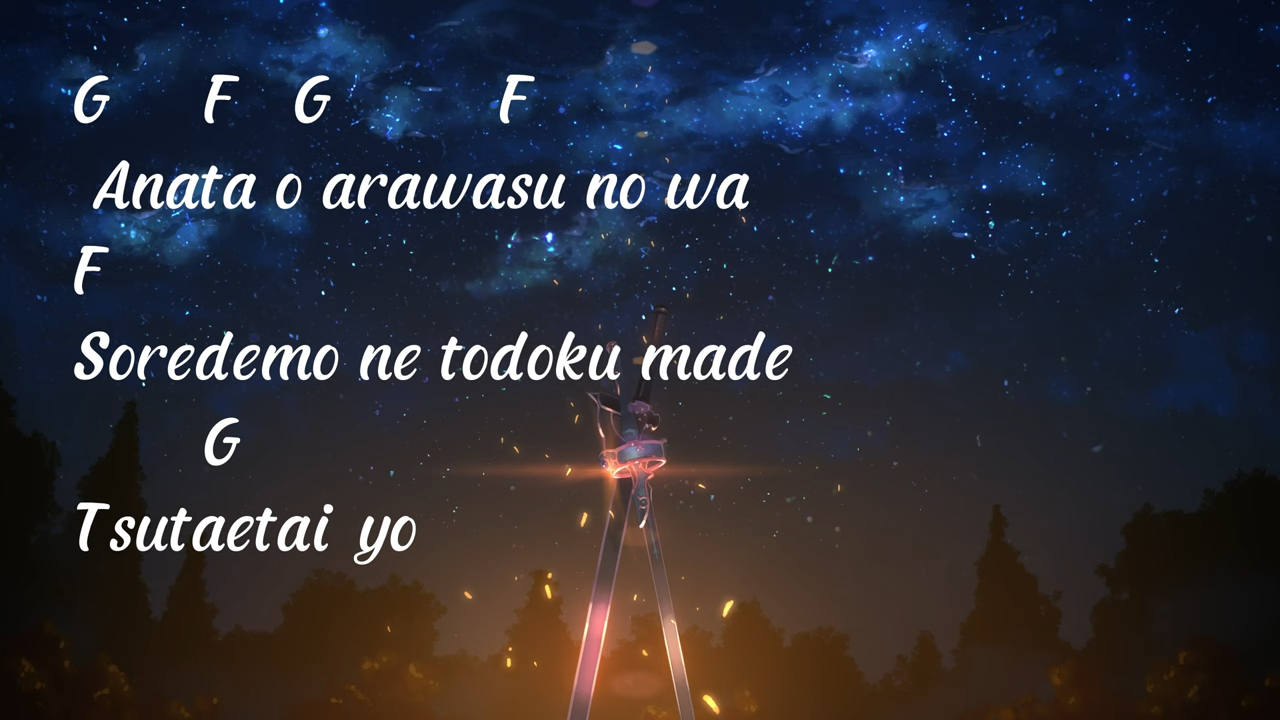 G F G F
Anata o arawasu no wa
F
Soredemo ne todoku made
G
Tsutaetai yo